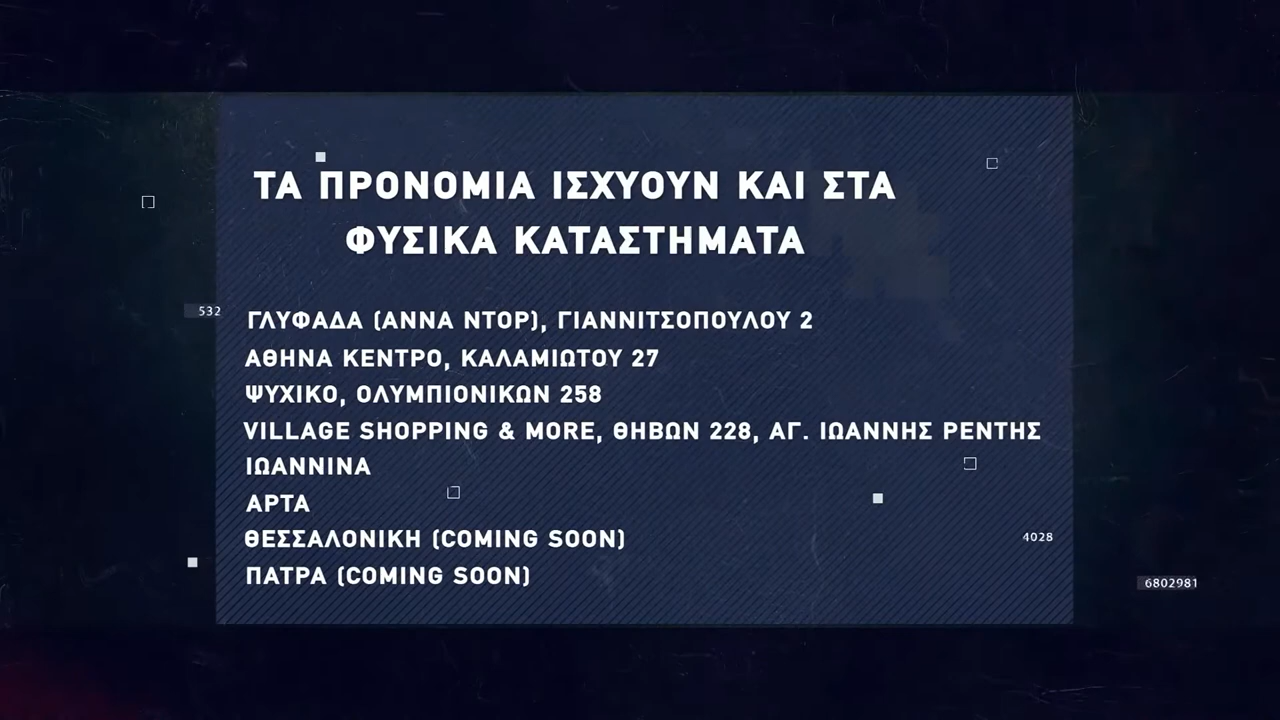 ΤΑ ΠΡΟΝΟΜΙΑ ΙΣΧΥΟΥΝ ΚΑΙ ΣΤΑ
ΦΥΣΙΚΑ ΚΑΤΑΣΤΗΜΑΤΑ
532
ΓΛΥΦΑΔΑ (ΑΝΝΑ ΝΤΟΡ), ΓΙΑΝΝΙΤΣΟΠΟΥΛΟΥ 2
ΑΘΗΝΑ ΚΕΝΤΡΟ, ΚΑΛΑΜΙΩΤΟΥ 27
ΨΥΧΙΚΟ, ΟΛΥΜΠΙΟΝΙΚΩΝ 258
VILLAGE SHOPPING & MORE, ΘΗΒΩΝ 228, ΑΓ. ΙΩΑΝΝΗΣ ΡΕΝΤΗΣ
ΙΩΑΝΝΙΝΑ
ΑΡΤΑ
ΘΕΣΣΑΛΟΝΙΚΗ (COMING SOON)
4028
ΠΑΤΡΑ (COMING SOON)
6802981